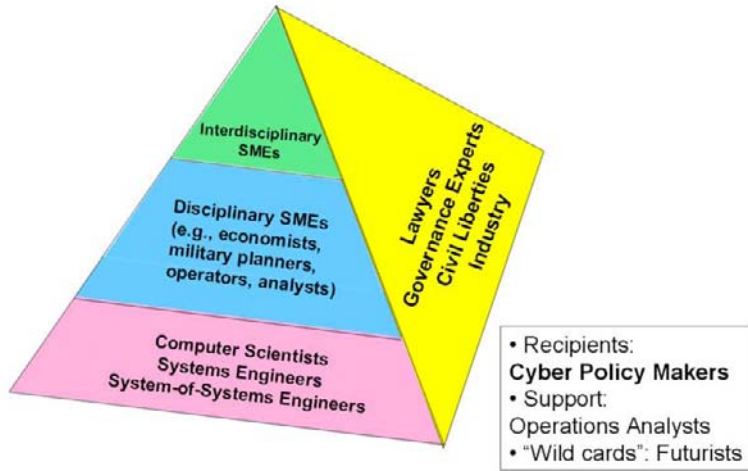 Interdisciplinary
SMEs
Disciplinary SMEs
(e.g., economists,
military planners,
operators, analysts)
Computer Scientists
Systems Engineers
System-of-Systems Engineers
Lawyers
Governance Experts
Civil Liberties
Industry
• Recipients:
Cyber Policy Makers
• Support:
Operations Analysts
• “Wild cards”: Futurists